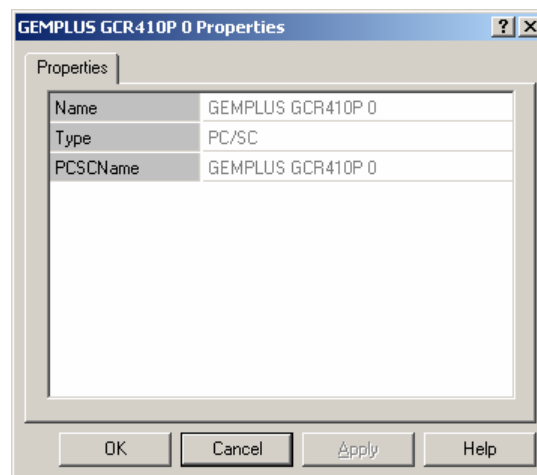 GEMPLUS GCR410P 0 Properties
Properties
Name GEMPLUS GCR410P 0
Type PC/SC
PCSCName GEMPLUS GCR410P 0
OK Cancel Apply Help